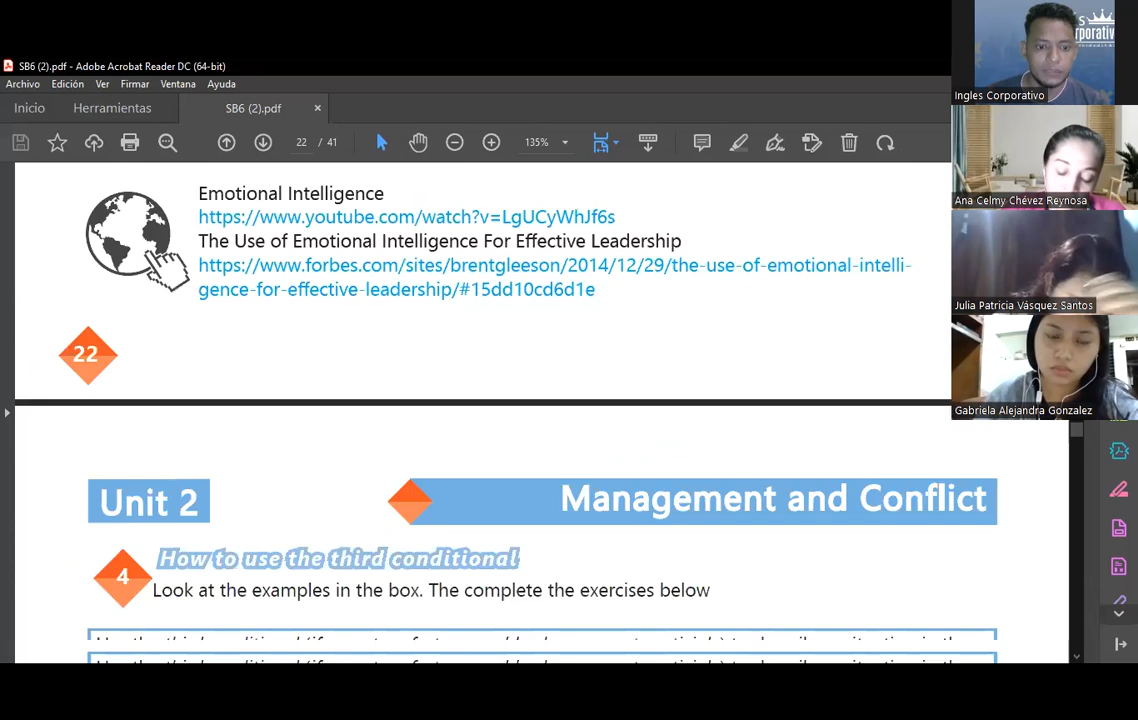 SB6 (2).pdf - Adobe Acrobat Reader DC (64-bit)
Archivo Edición Ver Firmar Ventana Ayuda
Inicio Herramientas SB6 (2).pdf ×
22 / 41 135%
Emotional Intelligence
https://www.youtube.com/watch?v=LgUCyWhJf6s
The Use of Emotional Intelligence For Effective Leadership
https://www.forbes.com/sites/brentgleeson/2014/12/29/the-use-of-emotional-intelli-
gence-for-effective-leadership/#15dd10cd6d1e
22
Unit 2 Management and Conflict
4 How to use the third conditional
Look at the examples in the box. The complete the exercises below
Ingles Corporativo
Ana Celmy Chévez Reynosa
Julia Patricia Vásquez Santos
Gabriela Alejandra Gonzalez